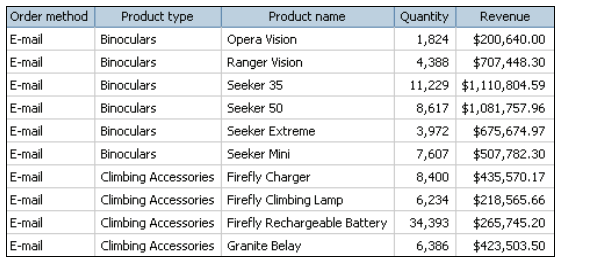 Order method Product type Product name Quantity Revenue
E-mail Binoculars Opera Vision 1,824 $200,640.00
E-mail Binoculars Ranger Vision 4,388 $707,448.30
E-mail Binoculars Seeker 35 11,229 $1,110,804.59
E-mail Binoculars Seeker 50 8,617 $1,081,757.96
E-mail Binoculars Seeker Extreme 3,972 $675,674.97
E-mail Binoculars Seeker Mini 7,607 $507,782.30
E-mail Climbing Accessories Firefly Charger 8,400 $435,570.17
E-mail Climbing Accessories Firefly Climbing Lamp 6,234 $218,565.66
E-mail Climbing Accessories Firefly Rechargeable Battery 34,393 $265,745.20
E-mail Climbing Accessories Granite Belay 6,386 $423,503.50